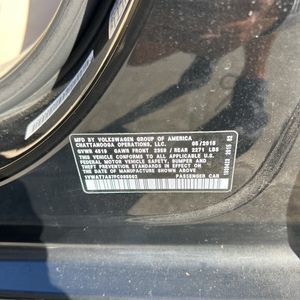 MFD BY VOLKSWAGEN GROUP OF AMERICA
CHATTANOOGA OPERATIONS, LLC. 06/2015
GVWR 4519 GAWR FRONT 2359 REAR 2271 LBS
THIS VEHICLE CONFORMS TO ALL APPLICABLE
FEDERAL MOTOR VEHICLE SAFETY, BUMPER AND
THEFT PREVENTION STANDARDS IN EFFECT ON
THE DATE OF MANUFACTURE SHOWN ABOVE
PASSENGER CAR